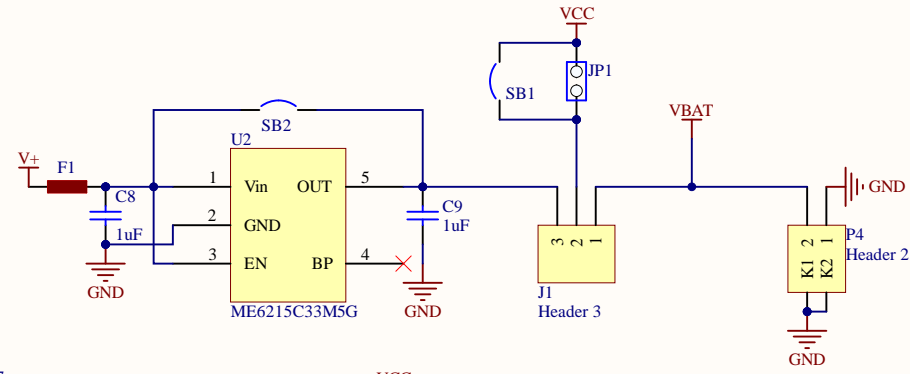 VCC
JP1
SB1
SB2
VBAT
U2
V+
F1
1
Vin
OUT
5
GND
C8
1uF
2
GND
C9
1uF
3
EN
BP
4
3
2
1
K1
2
K2
1
P4
Header 2
GND
ME6215C33M5G
GND
J1
Header 3
GND
VCC